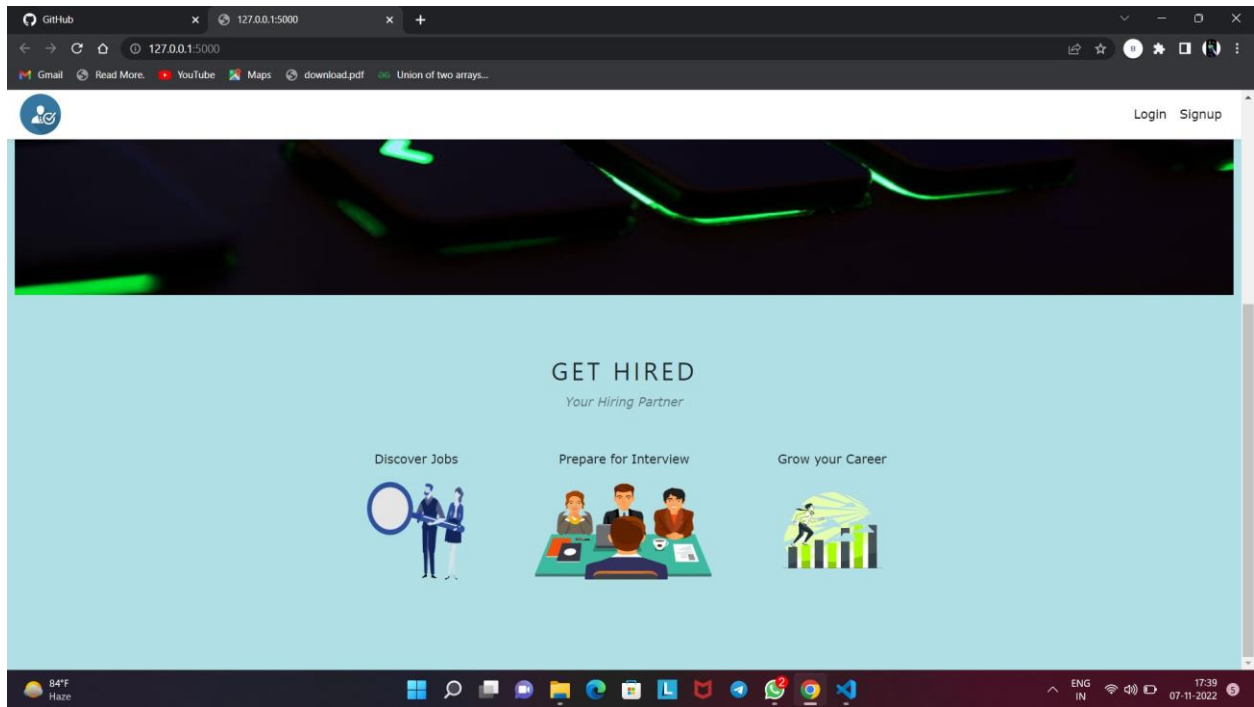 GitHub
127.0.0.1:5000
127.0.0.1:5000
Gmail Read More. YouTube Maps download.pdf Union of two arrays...
Login Signup
GET HIRED
Your Hiring Partner
Discover Jobs Prepare for Interview Grow your Career
84°F
Haze
L
2
ENG
IN
17:39
07-11-2022
5